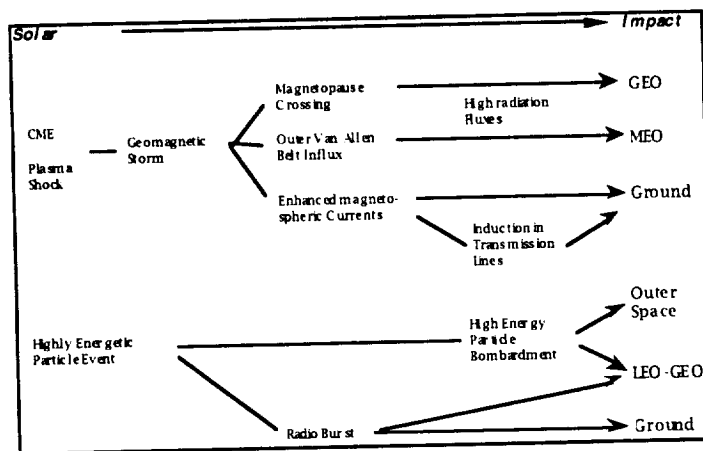 Solar
Impact
Magnetopause
Crossing
GEO
High radiation
Fluxes
CME
Plasma
Shock
Geomagnetic
Storm
Outer Van Allen
Belt Influx
MEO
Enhanced magneto-
spheric Currents
Ground
Induction in
Transmission
Lines
Highly Energetic
Particle Event
High Energy
Particle
Bombardment
Outer
Space
LEO-GEO
Radio Burst
Ground